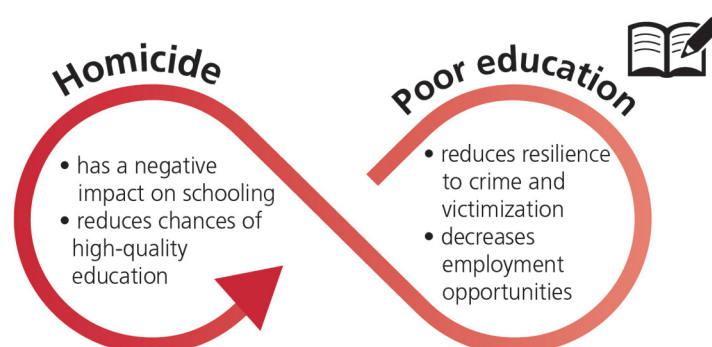 Homicide
• has a negative
impact on schooling
• reduces chances of
high-quality
education
Poor education
• reduces resilience
to crime and
victimization
• decreases
employment
opportunities